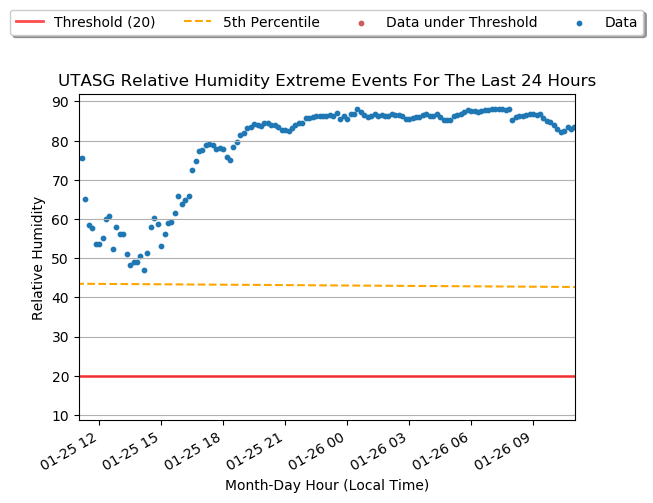 Threshold (20) 5th Percentile Data under Threshold Data
UTASG Relative Humidity Extreme Events For The Last 24 Hours
90
80
70
60
50
40
30
20
10
Relative Humidity
01-25 12 01-25 15 01-25 18 01-25 21 01-26 00 01-26 03 01-26 06 01-26 09
Month-Day Hour (Local Time)